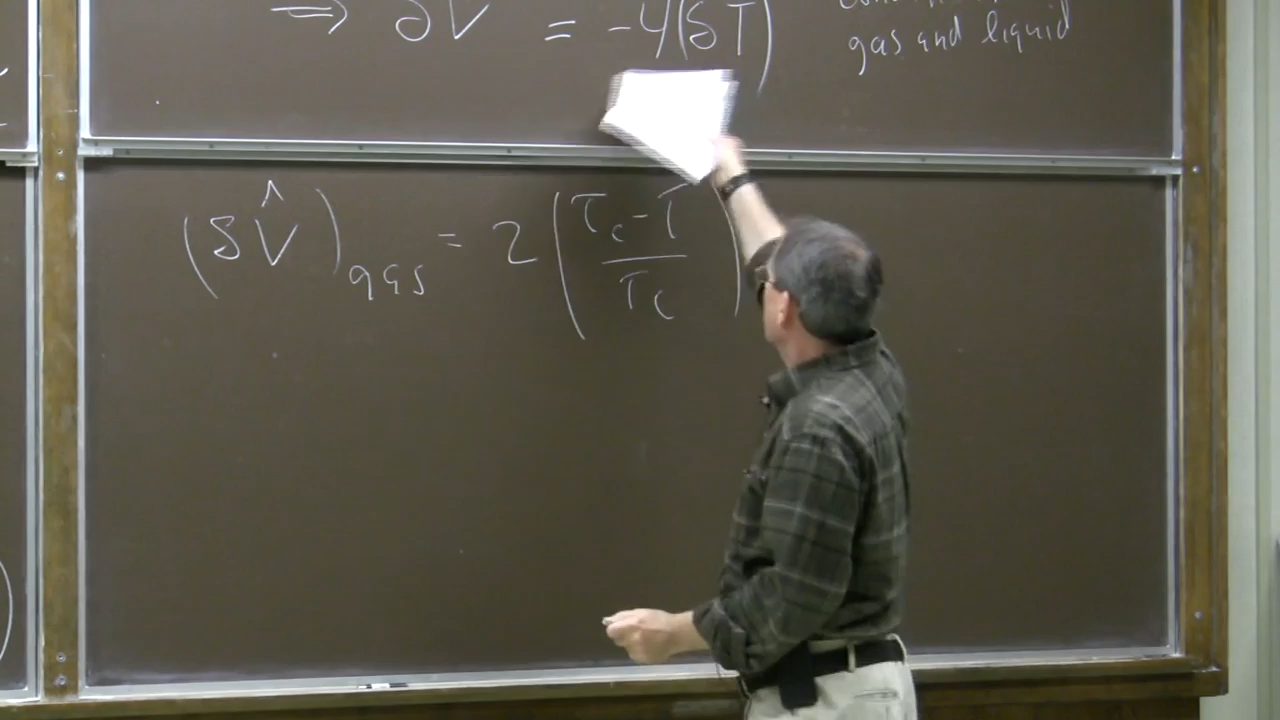 ⟹ δV = -4(δT)
gas and liquid
(δV̂)gas = 2((Tc - T)/Tc)